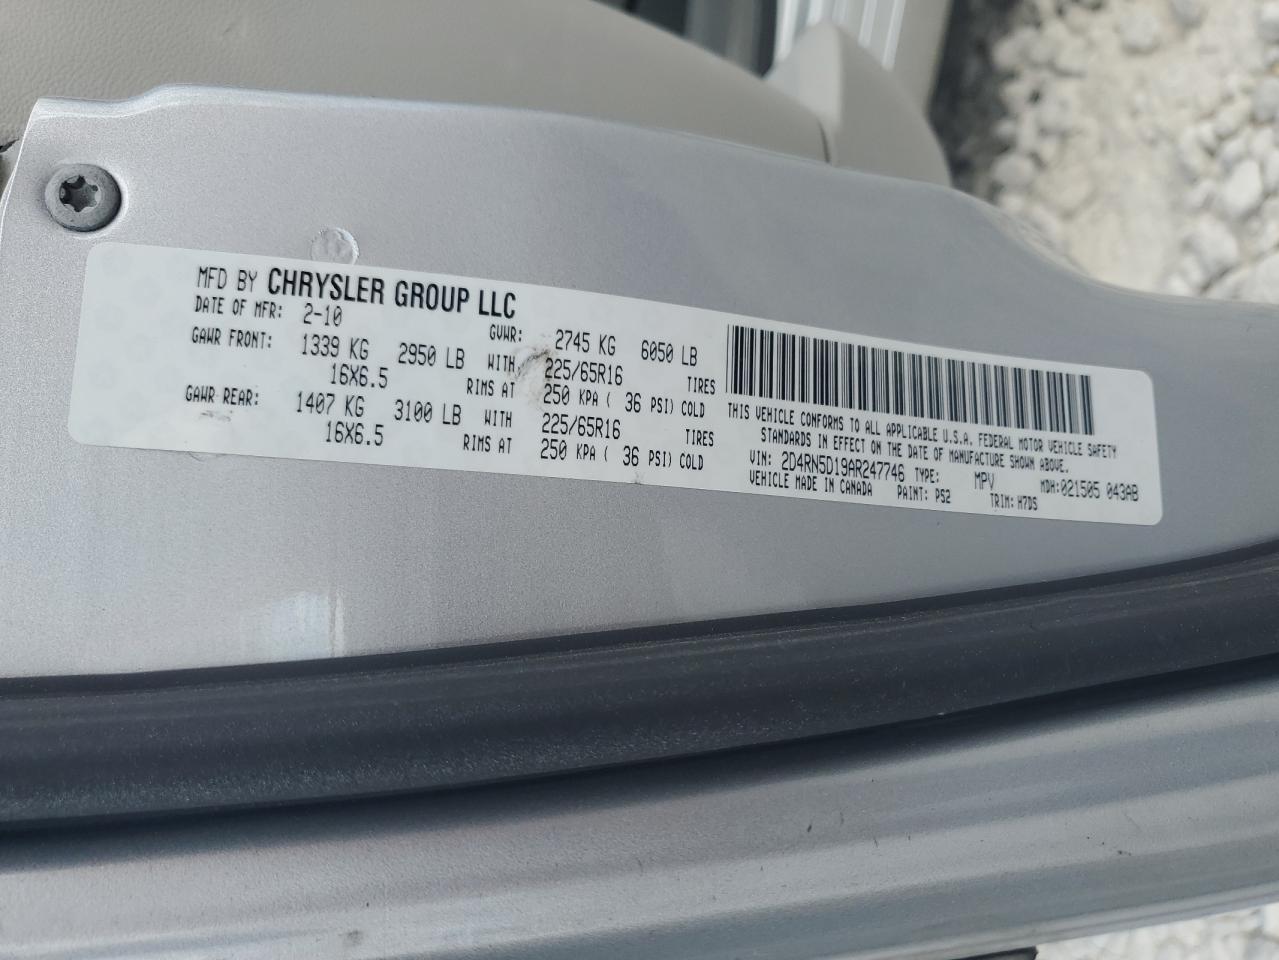 MFD BY CHRYSLER GROUP LLC
DATE OF MFR: 2-10 GVWR: 2745 KG 6050 LB
GAWR FRONT: 1339 KG 2950 LB WITH 225/65R16 TIRES
16X6.5 RIMS AT 250 KPA ( 36 PSI) COLD
GAWR REAR: 1407 KG 3100 LB WITH 225/65R16 TIRES
16X6.5 RIMS AT 250 KPA ( 36 PSI) COLD
THIS VEHICLE CONFORMS TO ALL APPLICABLE U.S.A. FEDERAL MOTOR VEHICLE SAFETY
STANDARDS IN EFFECT ON THE DATE OF MANUFACTURE SHOWN ABOVE.
VIN: 2D4RN5D19AR247746 TYPE: MPV MDH:021505 043AB
VEHICLE MADE IN CANADA PAINT: PS2 TRIM: H7DS